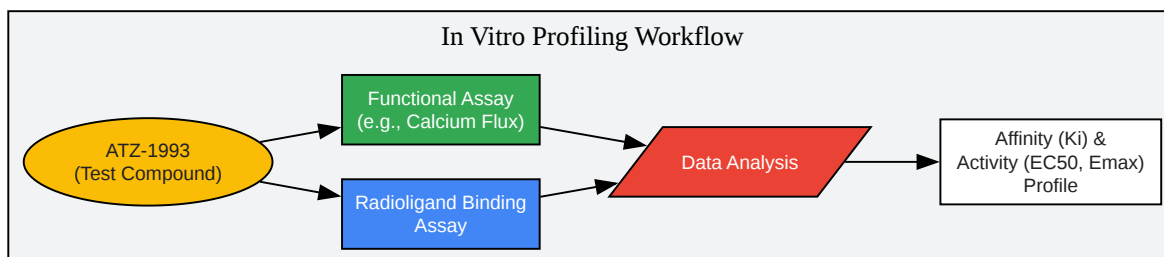 In Vitro Profiling Workflow
ATZ-1993
(Test Compound)
Functional Assay
(e.g., Calcium Flux)
Radioligand Binding
Assay
Data Analysis
Affinity (Ki) &
Activity (EC50, Emax)
Profile